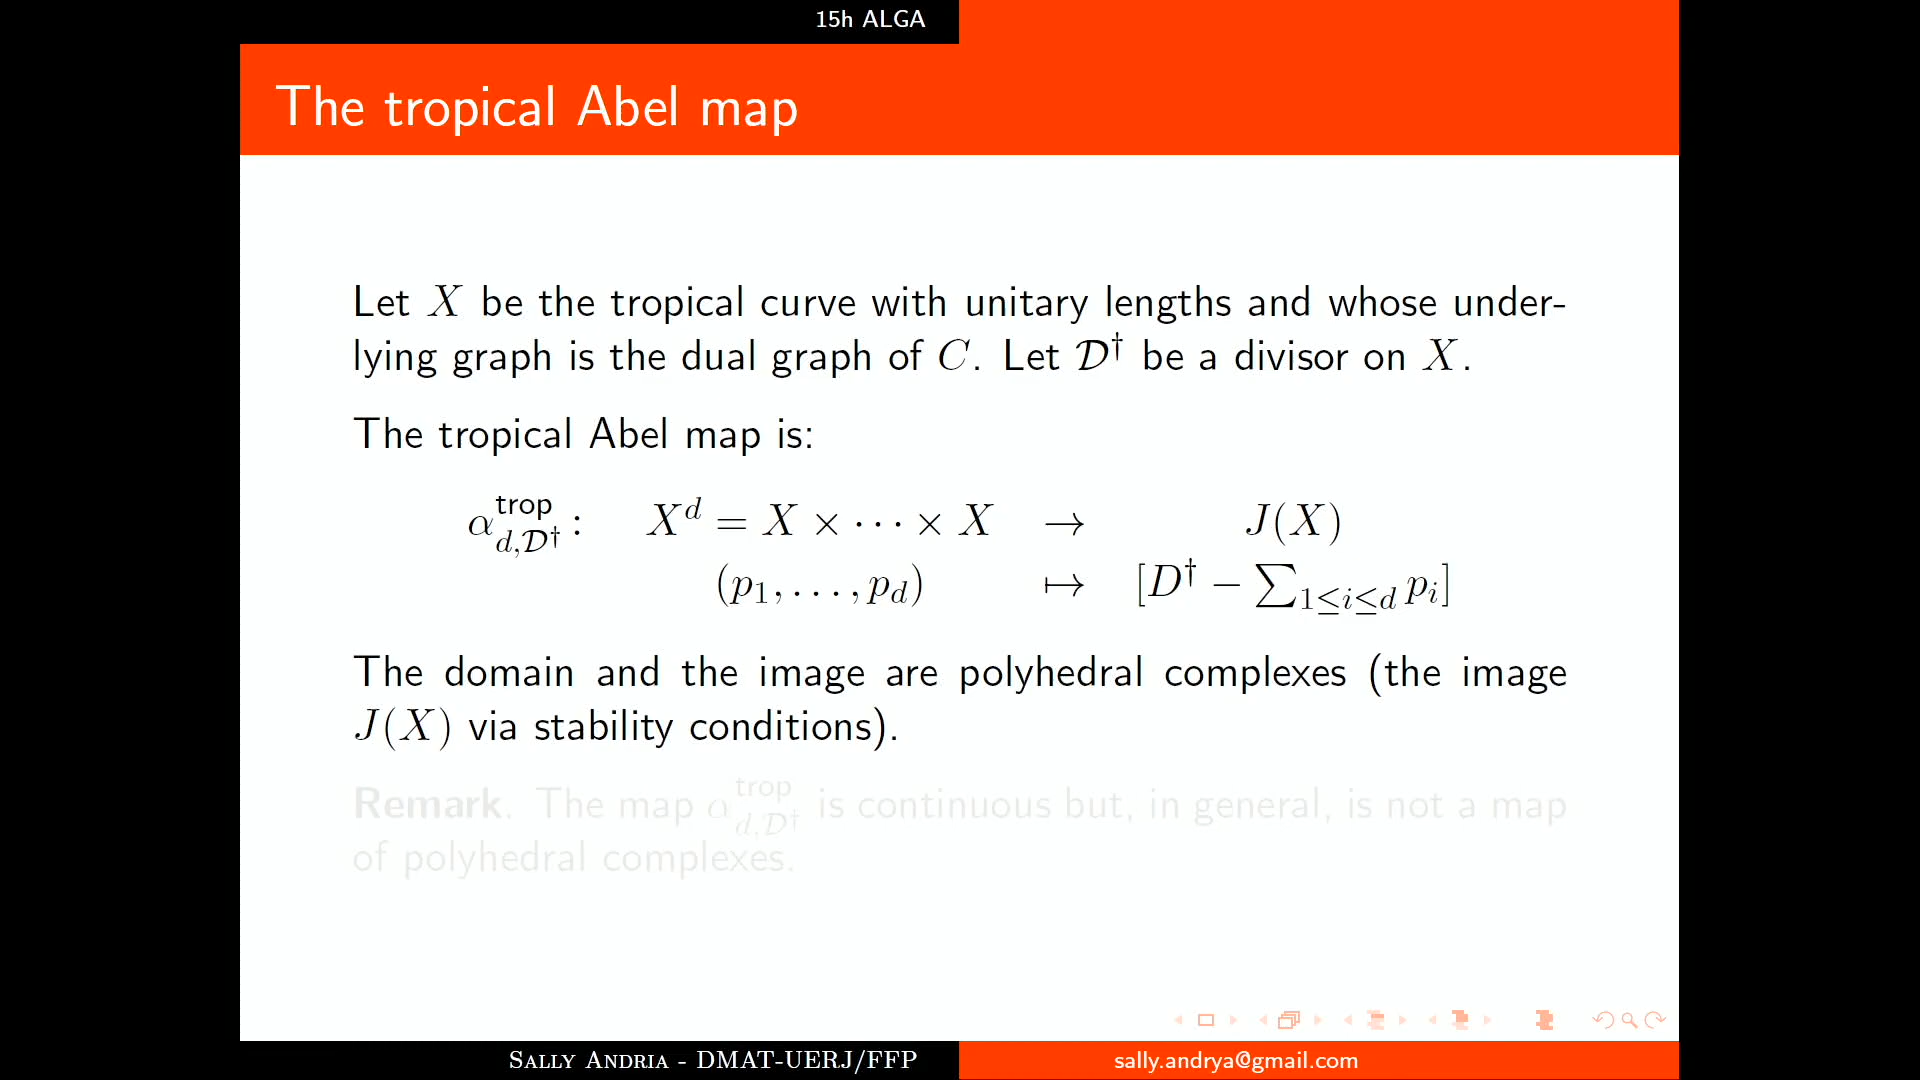 15h ALGA
The tropical Abel map
Let X be the tropical curve with unitary lengths and whose under-
lying graph is the dual graph of C. Let 𝒟† be a divisor on X.
The tropical Abel map is:
α^trop_{d,𝒟†} : X^d = X × ··· × X → J(X)
(p₁, . . . , p_d) ↦ [D† − ∑_{1≤i≤d} p_i]
The domain and the image are polyhedral complexes (the image
J(X) via stability conditions).
Remark. The map α^trop_{d,𝒟†} is continuous but, in general, is not a map
of polyhedral complexes.
Sally Andria - DMAT-UERJ/FFP
sally.andrya@gmail.com